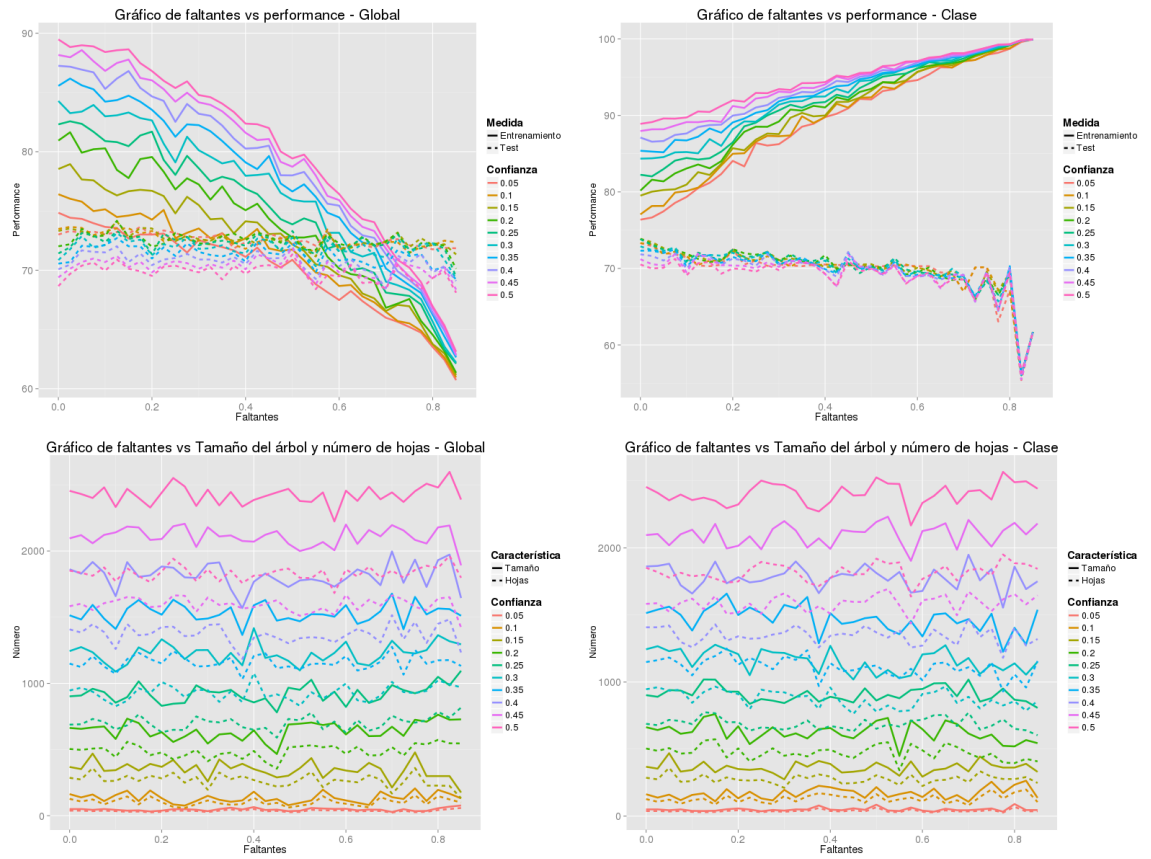 Gráfico de faltantes vs performance - Global
90
80
70
60
Performance
0.0 0.2 0.4 0.6 0.8
Faltantes
Medida
Entrenamiento
Test
Confianza
0.05
0.1
0.15
0.2
0.25
0.3
0.35
0.4
0.45
0.5
Gráfico de faltantes vs performance - Clase
100
90
80
70
60
Performance
0.0 0.2 0.4 0.6 0.8
Faltantes
Medida
Entrenamiento
Test
Confianza
0.05
0.1
0.15
0.2
0.25
0.3
0.35
0.4
0.45
0.5
Gráfico de faltantes vs Tamaño del árbol y número de hojas - Global
2000
1000
0
Número
0.0 0.2 0.4 0.6 0.8
Faltantes
Característica
Tamaño
Hojas
Confianza
0.05
0.1
0.15
0.2
0.25
0.3
0.35
0.4
0.45
0.5
Gráfico de faltantes vs Tamaño del árbol y número de hojas - Clase
2000
1000
0
Número
0.0 0.2 0.4 0.6 0.8
Faltantes
Característica
Tamaño
Hojas
Confianza
0.05
0.1
0.15
0.2
0.25
0.3
0.35
0.4
0.45
0.5